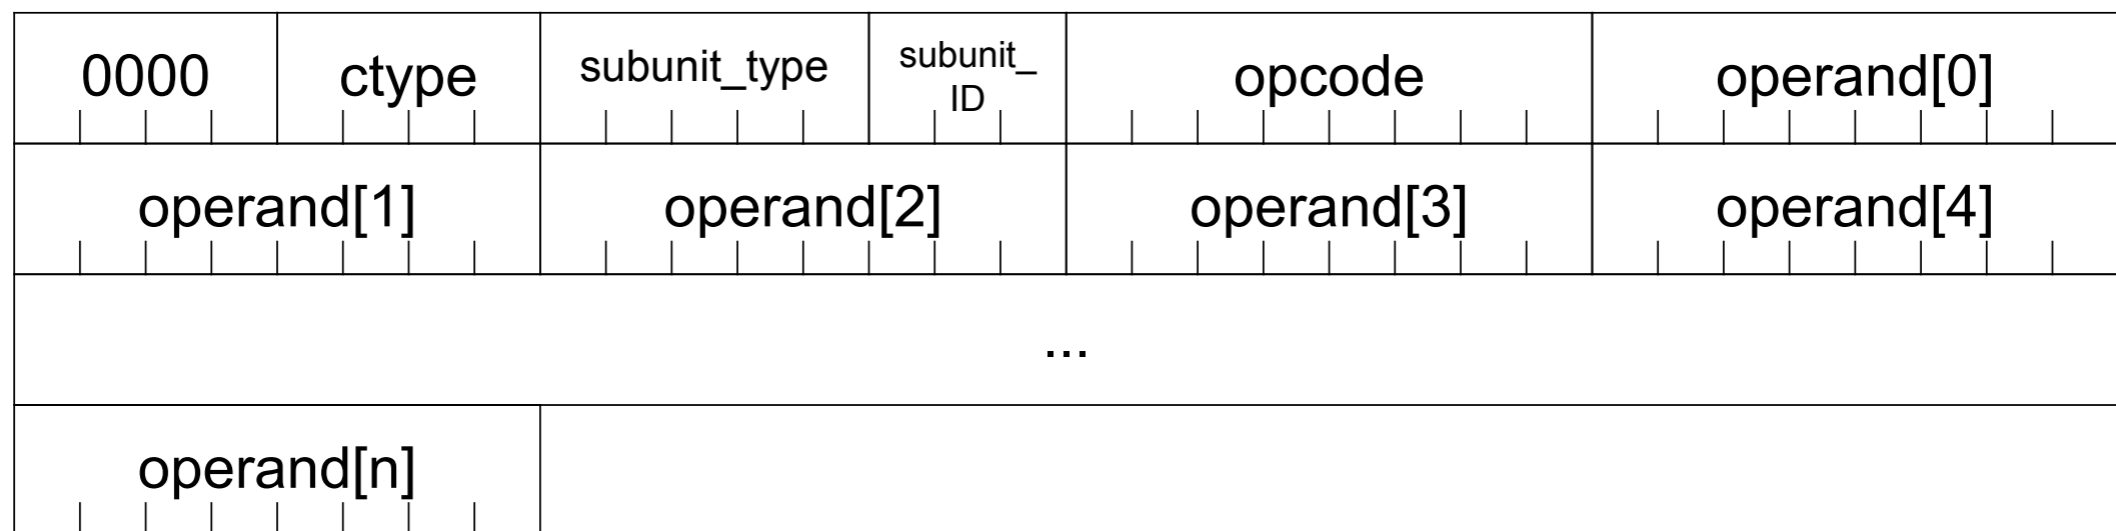 0000 ctype subunit_type subunit_ opcode operand[0]
ID
operand[1] operand[2] operand[3] operand[4]
...
operand[n]